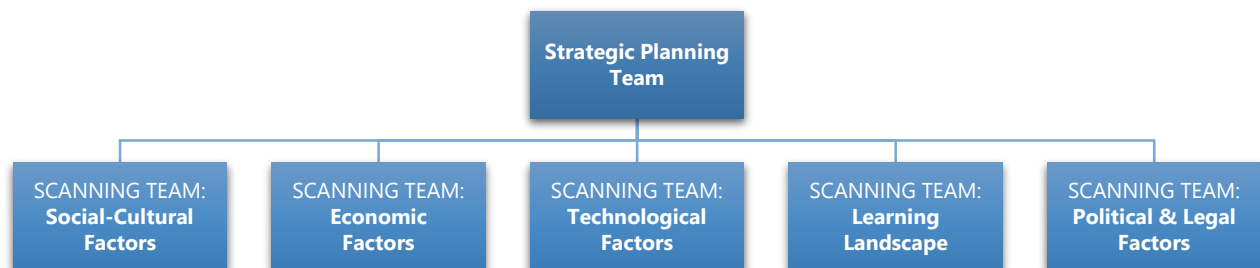 Strategic Planning
Team
SCANNING TEAM:
Social-Cultural
Factors
SCANNING TEAM:
Economic
Factors
SCANNING TEAM:
Technological
Factors
SCANNING TEAM:
Learning
Landscape
SCANNING TEAM:
Political & Legal
Factors